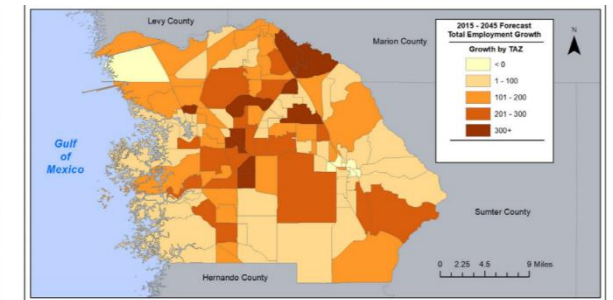 Levy County
Marion County
2015 - 2045 Forecast
Total Employment Growth
Growth by TAZ
< 0
1 - 100
101 - 200
201 - 300
300+
N
Gulf
of
Mexico
Sumter County
Hernando County
0 2.25 4.5 9 Miles